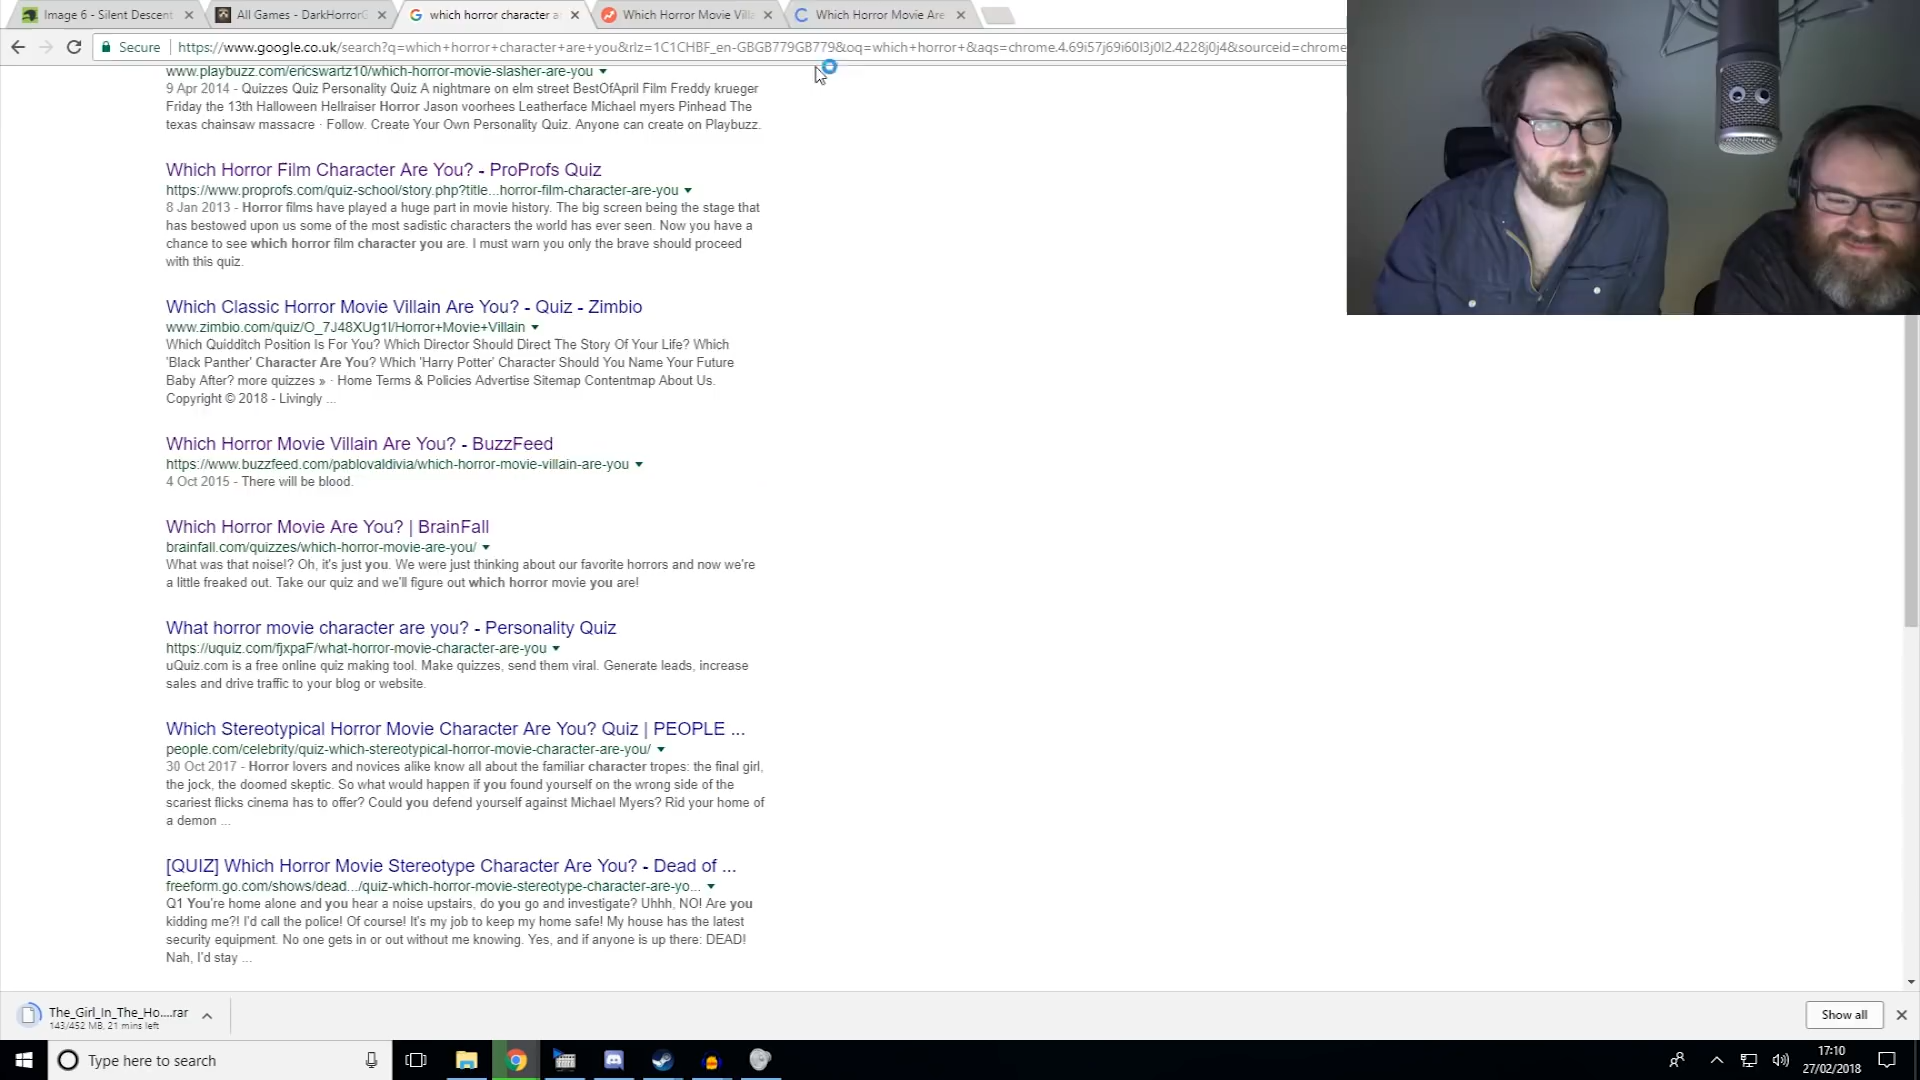 Image 6 - Silent Descent
All Games - DarkHorrorG
which horror character a
Which Horror Movie Villa
Which Horror Movie Are
Secure
https://www.google.co.uk/search?q=which+horror+character+are+you&rlz=1C1CHBF_en-GBGB779GB779&oq=which+horror+&aqs=chrome.4.69i57j69i60l3j0l2.4228j0j4&sourceid=chrome
www.playbuzz.com/ericswartz10/which-horror-movie-slasher-are-you
9 Apr 2014 - Quizzes Quiz Personality Quiz A nightmare on elm street BestOfApril Film Freddy krueger
Friday the 13th Halloween Hellraiser Horror Jason voorhees Leatherface Michael myers Pinhead The
texas chainsaw massacre · Follow. Create Your Own Personality Quiz. Anyone can create on Playbuzz.
Which Horror Film Character Are You? - ProProfs Quiz
https://www.proprofs.com/quiz-school/story.php?title...horror-film-character-are-you
8 Jan 2013 - Horror films have played a huge part in movie history. The big screen being the stage that
has bestowed upon us some of the most sadistic characters the world has ever seen. Now you have a
chance to see which horror film character you are. I must warn you only the brave should proceed
with this quiz.
Which Classic Horror Movie Villain Are You? - Quiz - Zimbio
www.zimbio.com/quiz/O_7J48XUg1l/Horror+Movie+Villain
Which Quidditch Position Is For You? Which Director Should Direct The Story Of Your Life? Which
'Black Panther' Character Are You? Which 'Harry Potter' Character Should You Name Your Future
Baby After? more quizzes » · Home Terms & Policies Advertise Sitemap Contentmap About Us.
Copyright © 2018 - Livingly ...
Which Horror Movie Villain Are You? - BuzzFeed
https://www.buzzfeed.com/pablovaldivia/which-horror-movie-villain-are-you
4 Oct 2015 - There will be blood.
Which Horror Movie Are You? | BrainFall
brainfall.com/quizzes/which-horror-movie-are-you/
What was that noise!? Oh, it's just you. We were just thinking about our favorite horrors and now we're
a little freaked out. Take our quiz and we'll figure out which horror movie you are!
What horror movie character are you? - Personality Quiz
https://uquiz.com/fjxpaF/what-horror-movie-character-are-you
uQuiz.com is a free online quiz making tool. Make quizzes, send them viral. Generate leads, increase
sales and drive traffic to your blog or website.
Which Stereotypical Horror Movie Character Are You? Quiz | PEOPLE ...
people.com/celebrity/quiz-which-stereotypical-horror-movie-character-are-you/
30 Oct 2017 - Horror lovers and novices alike know all about the familiar character tropes: the final girl,
the jock, the doomed skeptic. So what would happen if you found yourself on the wrong side of the
scariest flicks cinema has to offer? Could you defend yourself against Michael Myers? Rid your home of
a demon ...
[QUIZ] Which Horror Movie Stereotype Character Are You? - Dead of ...
freeform.go.com/shows/dead.../quiz-which-horror-movie-stereotype-character-are-yo...
Q1 You're home alone and you hear a noise upstairs, do you go and investigate? Uhhh, NO! Are you
kidding me?! I'd call the police! Of course! It's my job to keep my home safe! My house has the latest
security equipment. No one gets in or out without me knowing. Yes, and if anyone is up there: DEAD!
Nah, I'd stay ...
The_Girl_In_The_Ho....rar
143/452 MB, 21 mins left
Show all
Type here to search
17:10
27/02/2018